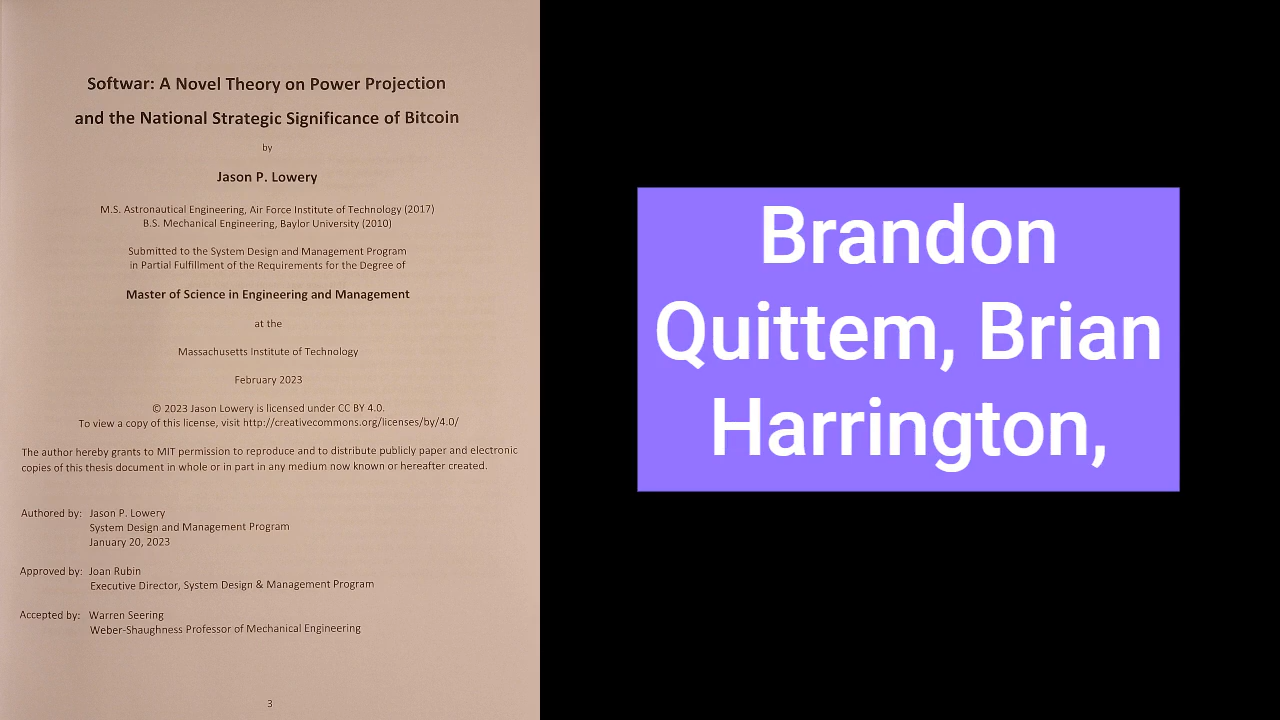 Softwar: A Novel Theory on Power Projection
and the National Strategic Significance of Bitcoin
by
Jason P. Lowery
M.S. Astronautical Engineering, Air Force Institute of Technology (2017)
B.S. Mechanical Engineering, Baylor University (2010)
Submitted to the System Design and Management Program
in Partial Fulfillment of the Requirements for the Degree of
Master of Science in Engineering and Management
at the
Massachusetts Institute of Technology
February 2023
© 2023 Jason Lowery is licensed under CC BY 4.0.
To view a copy of this license, visit http://creativecommons.org/licenses/by/4.0/
The author hereby grants to MIT permission to reproduce and to distribute publicly paper and electronic
copies of this thesis document in whole or in part in any medium now known or hereafter created.
Authored by: Jason P. Lowery
System Design and Management Program
January 20, 2023
Approved by: Joan Rubin
Executive Director, System Design & Management Program
Accepted by: Warren Seering
Weber-Shaughness Professor of Mechanical Engineering
3
Brandon
Quittem, Brian
Harrington,